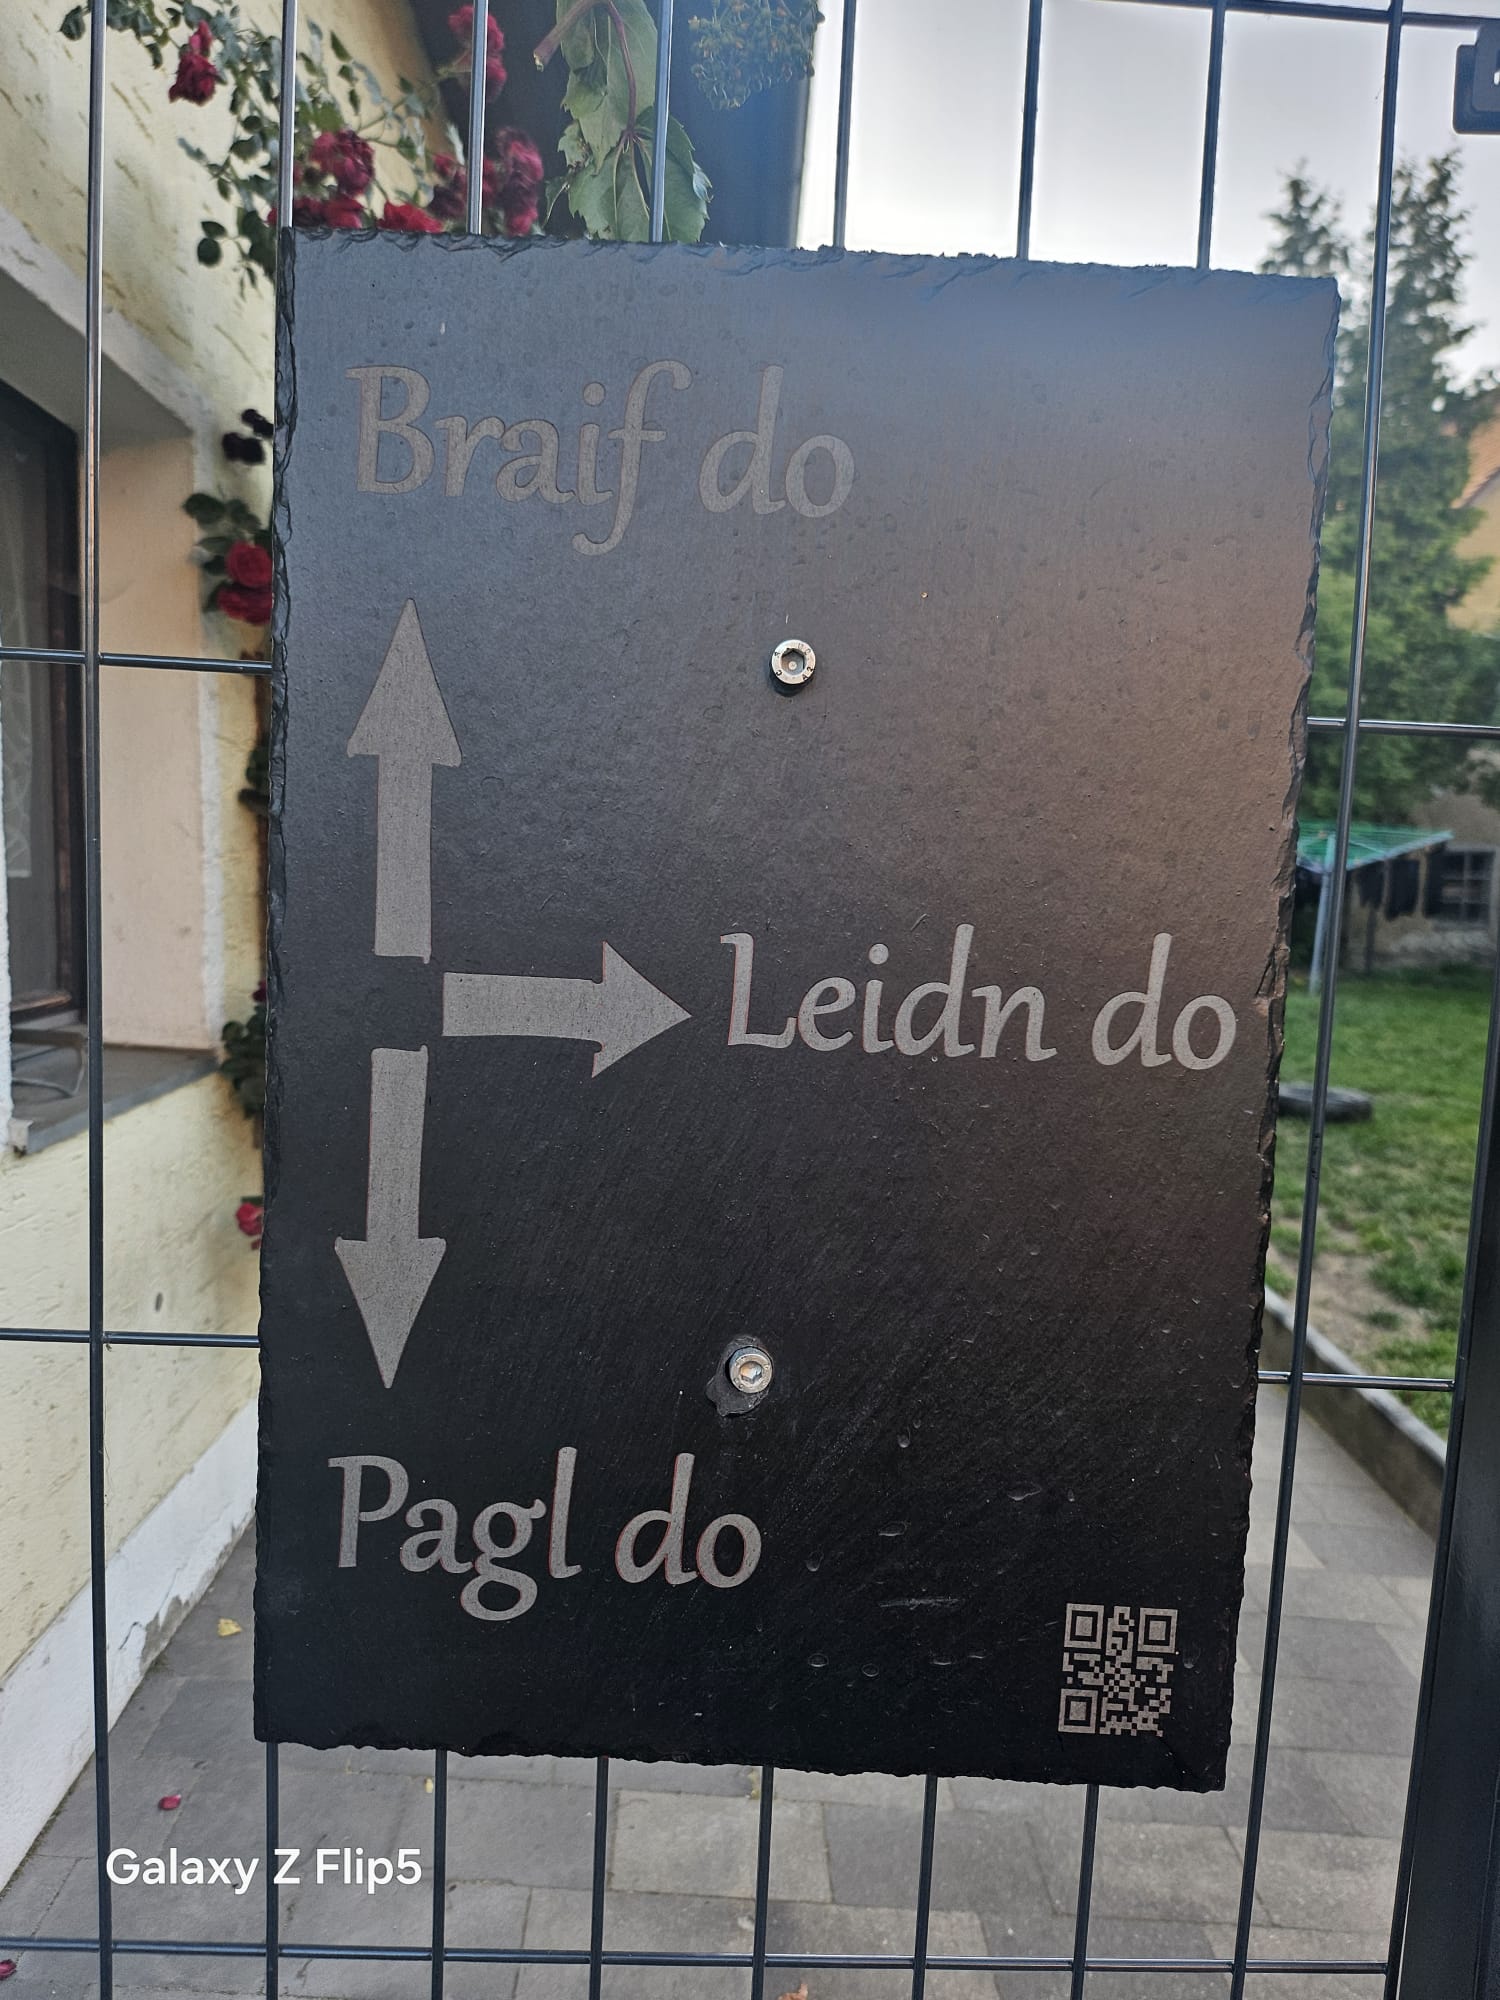 Braif do
Leidn do
Pagl do
Galaxy Z Flip5